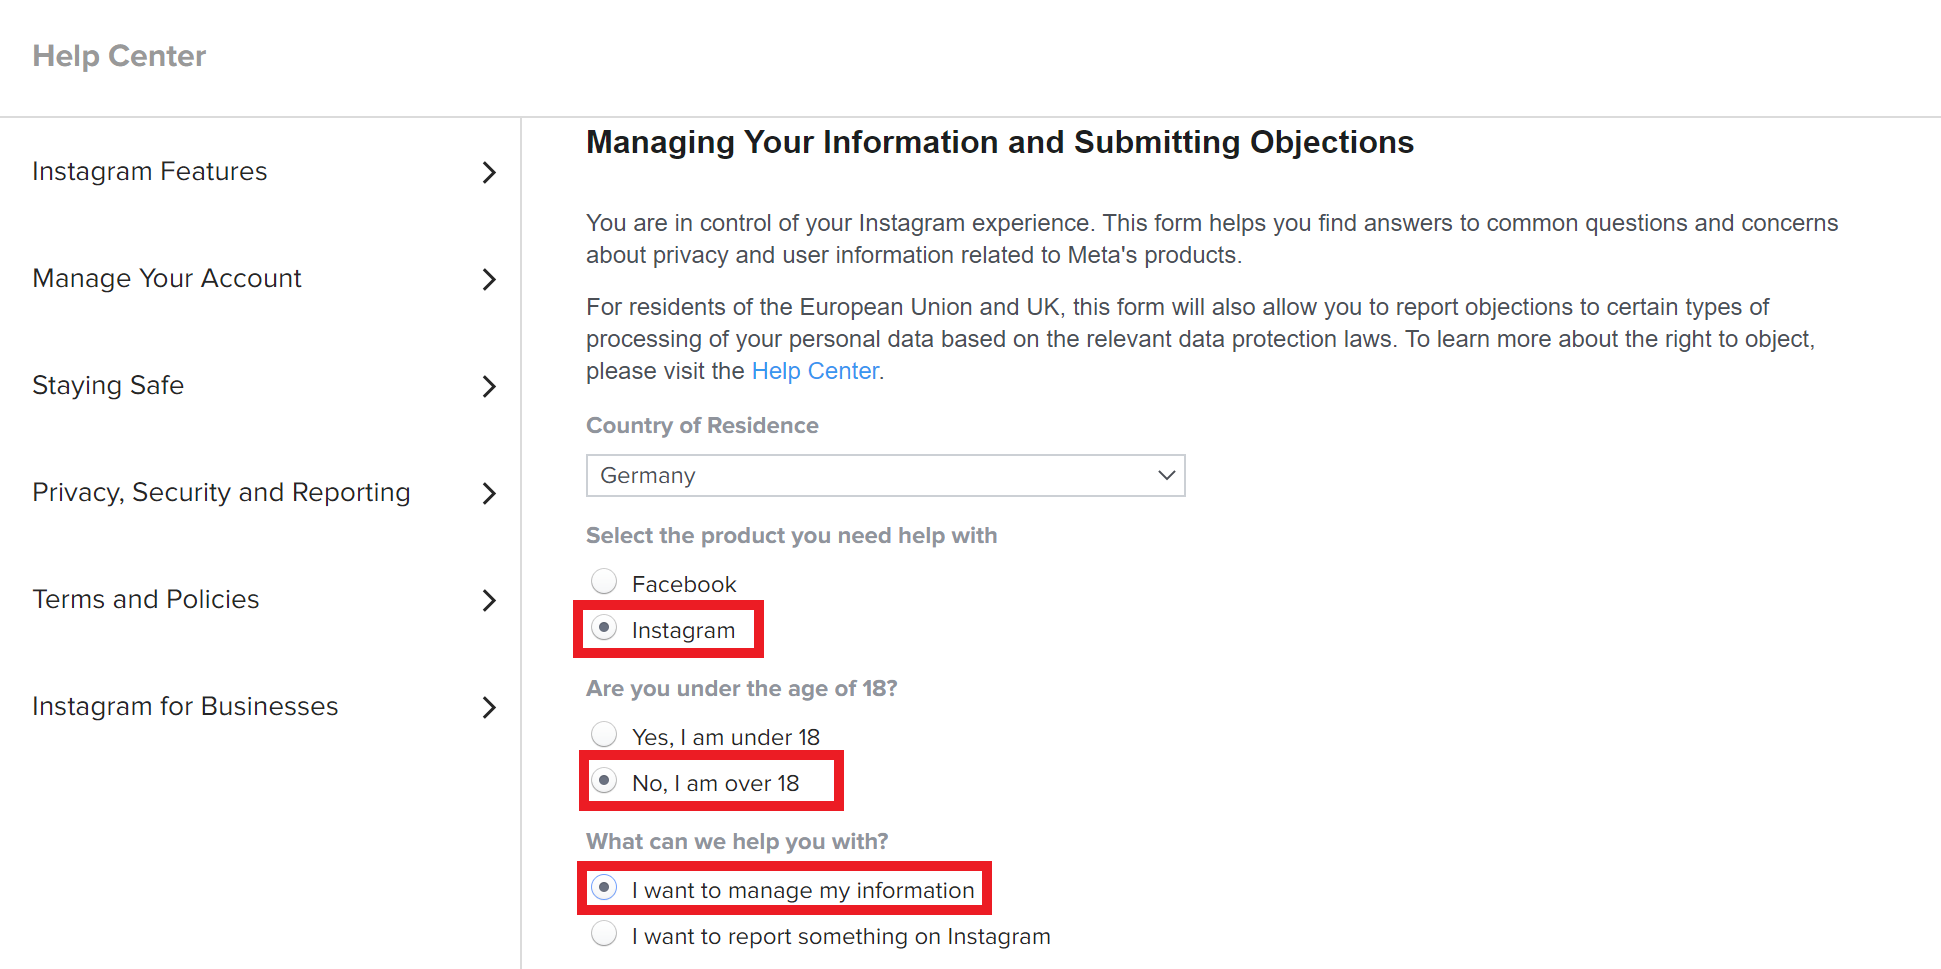 Help Center
Instagram Features
Manage Your Account
Staying Safe
Privacy, Security and Reporting
Terms and Policies
Instagram for Businesses
Managing Your Information and Submitting Objections
You are in control of your Instagram experience. This form helps you find answers to common questions and concerns
about privacy and user information related to Meta's products.
For residents of the European Union and UK, this form will also allow you to report objections to certain types of
processing of your personal data based on the relevant data protection laws. To learn more about the right to object,
please visit the Help Center.
Country of Residence
Germany
Select the product you need help with
Facebook
Instagram
Are you under the age of 18?
Yes, I am under 18
No, I am over 18
What can we help you with?
I want to manage my information
I want to report something on Instagram